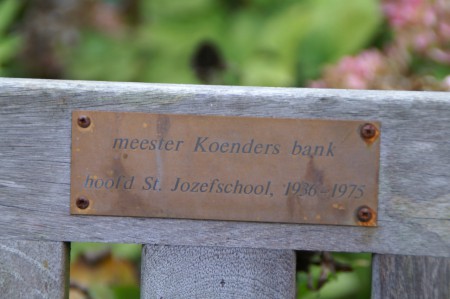 meester Koenders bank
hoofd St. Jozefschool, 1936-1975